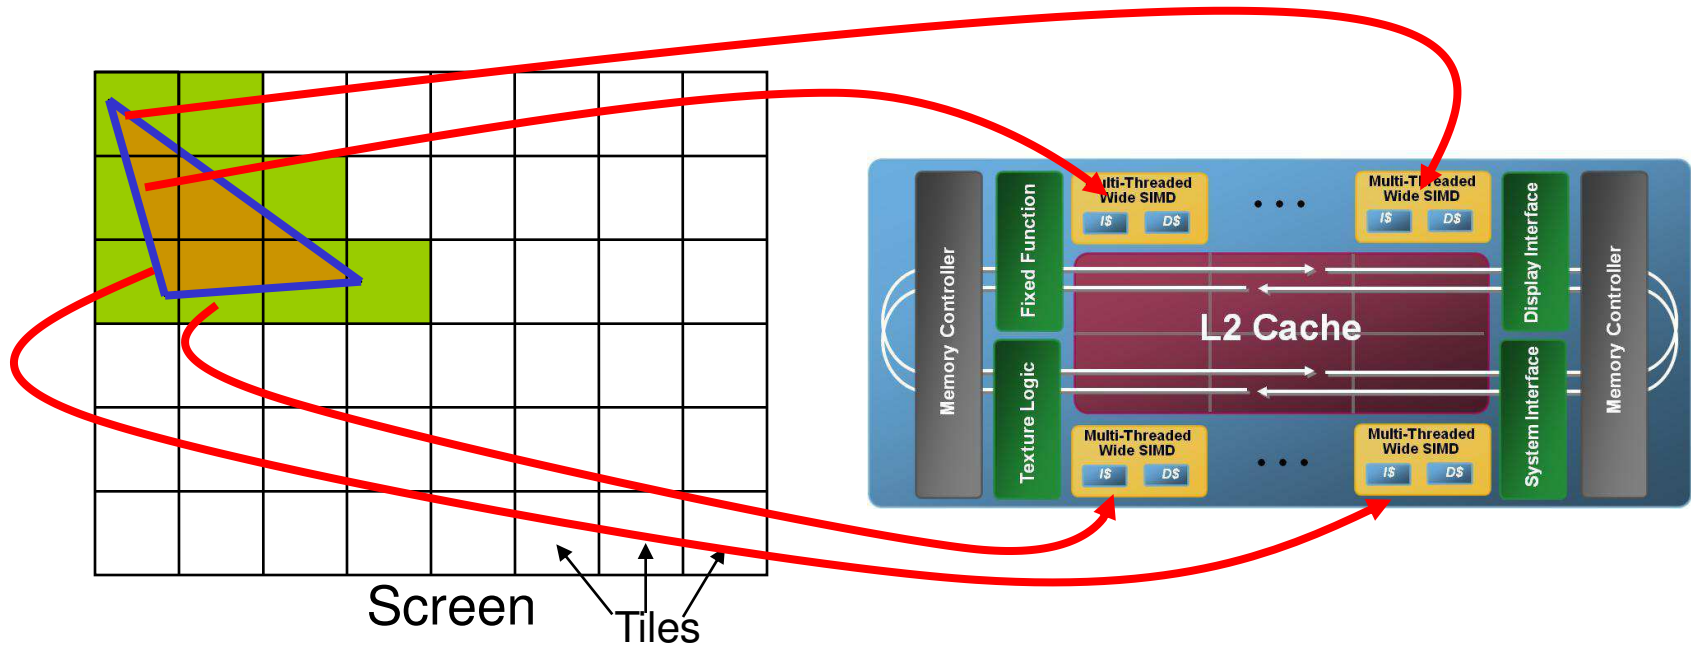 Screen
Tiles
Memory Controller
Fixed Function
Texture Logic
Multi-Threaded
Wide SIMD
I$ D$
• • •
Multi-Threaded
Wide SIMD
I$ D$
L2 Cache
Multi-Threaded
Wide SIMD
I$ D$
• • •
Multi-Threaded
Wide SIMD
I$ D$
Display Interface
System Interface
Memory Controller